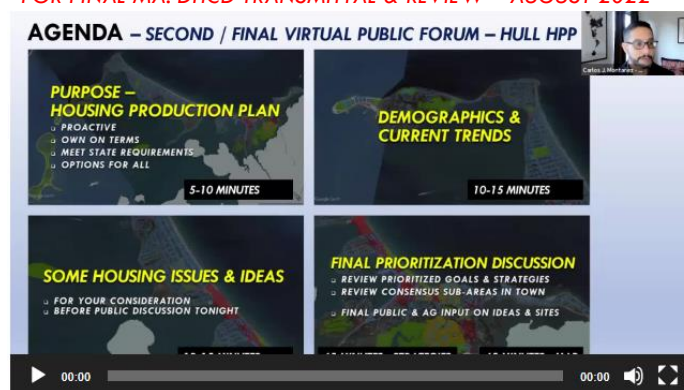 FOR FINAL MA. DHCD TRANSMITTAL & REVIEW – AUGUST 2022
AGENDA – SECOND / FINAL VIRTUAL PUBLIC FORUM – HULL HPP
PURPOSE –
HOUSING PRODUCTION PLAN
PROACTIVE
OWN ON TERMS
MEET STATE REQUIREMENTS
OPTIONS FOR ALL
5-10 MINUTES
DEMOGRAPHICS &
CURRENT TRENDS
10-15 MINUTES
SOME HOUSING ISSUES & IDEAS
FOR YOUR CONSIDERATION
BEFORE PUBLIC DISCUSSION TONIGHT
FINAL PRIORITIZATION DISCUSSION
REVIEW PRIORITIZED GOALS & STRATEGIES
REVIEW CONSENSUS SUB-AREAS IN TOWN
FINAL PUBLIC & AG INPUT ON IDEAS & SITES
00:00
00:00